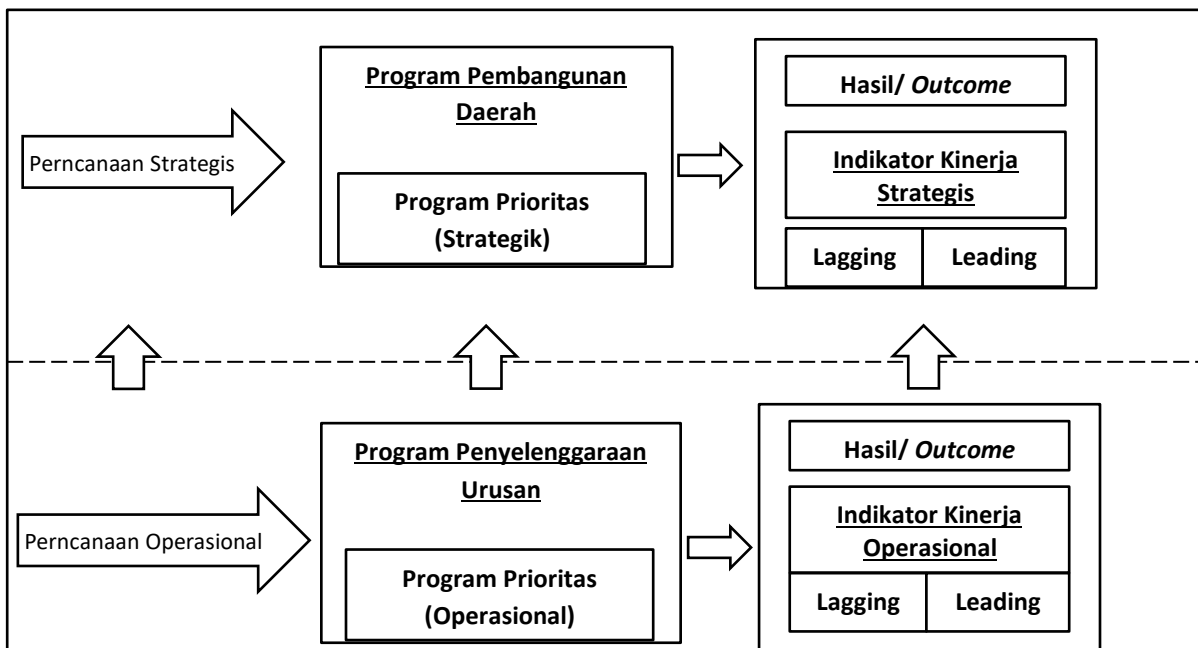 Perncanaan Strategis
Program Pembangunan
Daerah
Program Prioritas
(Strategik)
Hasil/ Outcome
Indikator Kinerja
Strategis
Lagging
Leading
Perncanaan Operasional
Program Penyelenggaraan
Urusan
Program Prioritas
(Operasional)
Hasil/ Outcome
Indikator Kinerja
Operasional
Lagging
Leading